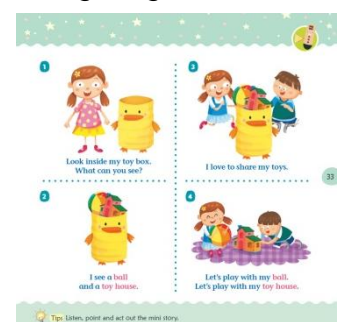 1
Look inside my toy box.
What can you see?
2
I see a ball
and a toy house.
3
I love to share my toys.
4
Let's play with my ball.
Let's play with my toy house.
33
Tips Listen, point and act out the mini story.